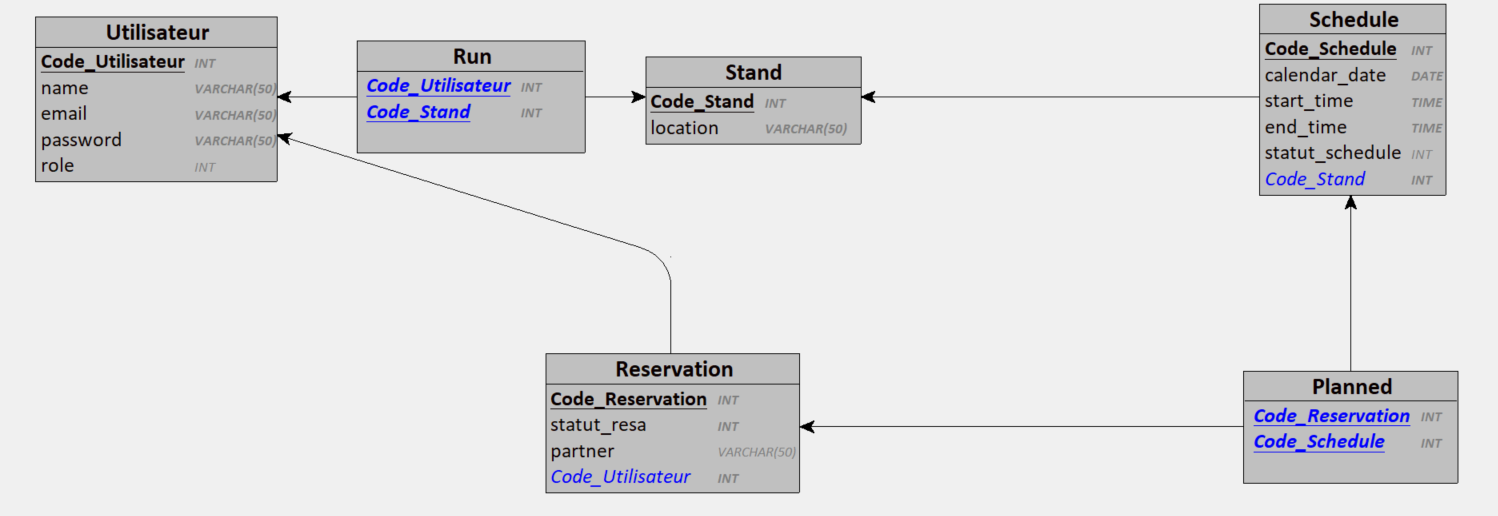 Utilisateur
Code_Utilisateur INT
name VARCHAR(50)
email VARCHAR(50)
password VARCHAR(50)
role INT
Run
Code_Utilisateur INT
Code_Stand INT
Stand
Code_Stand INT
location VARCHAR(50)
Schedule
Code_Schedule INT
calendar_date DATE
start_time TIME
end_time TIME
statut_schedule INT
Code_Stand INT
Reservation
Code_Reservation INT
statut_resa INT
partner VARCHAR(50)
Code_Utilisateur INT
Planned
Code_Reservation INT
Code_Schedule INT